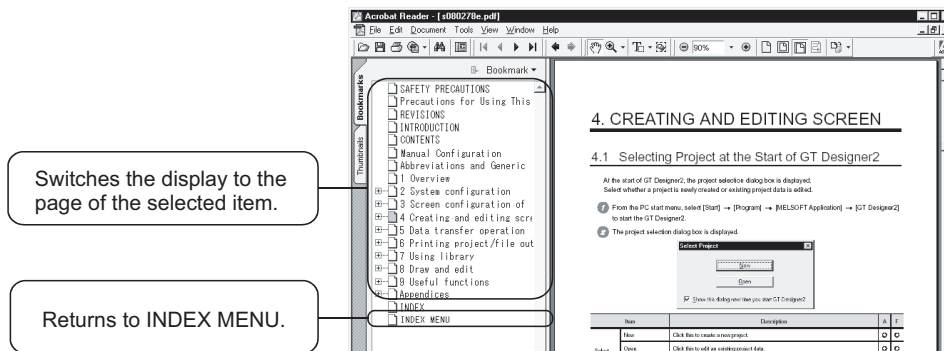 Acrobat Reader - [s080278e.pdf]
File Edit Document Tools View Window Help
90%
Bookmark
Bookmarks
Thumbnails
SAFETY PRECAUTIONS
Precautions for Using This
REVISIONS
INTRODUCTION
CONTENTS
Manual Configuration
Abbreviations and Generic
1 Overview
2 System configuration
3 Screen configuration of
4 Creating and editing scre
5 Data transfer operation
6 Printing project/file out
7 Using library
8 Draw and edit
9 Useful functions
Appendices
INDEX
INDEX MENU
Switches the display to the
page of the selected item.
Returns to INDEX MENU.
4. CREATING AND EDITING SCREEN
4.1 Selecting Project at the Start of GT Designer2
At the start of GT Designer2, the project selection dialog box is displayed.
Select whether a project is newly created or existing project data is edited.
1 From the PC start menu, select [Start] → [Program] → [MELSOFT Application] → [GT Designer2]
to start the GT Designer2.
2 The project selection dialog box is displayed.
Select Project
New
Open
Show this dialog next time you start GT Designer2
Item Description A F
New Click this to create a new project.
Select Open Click this to edit an existing project data.